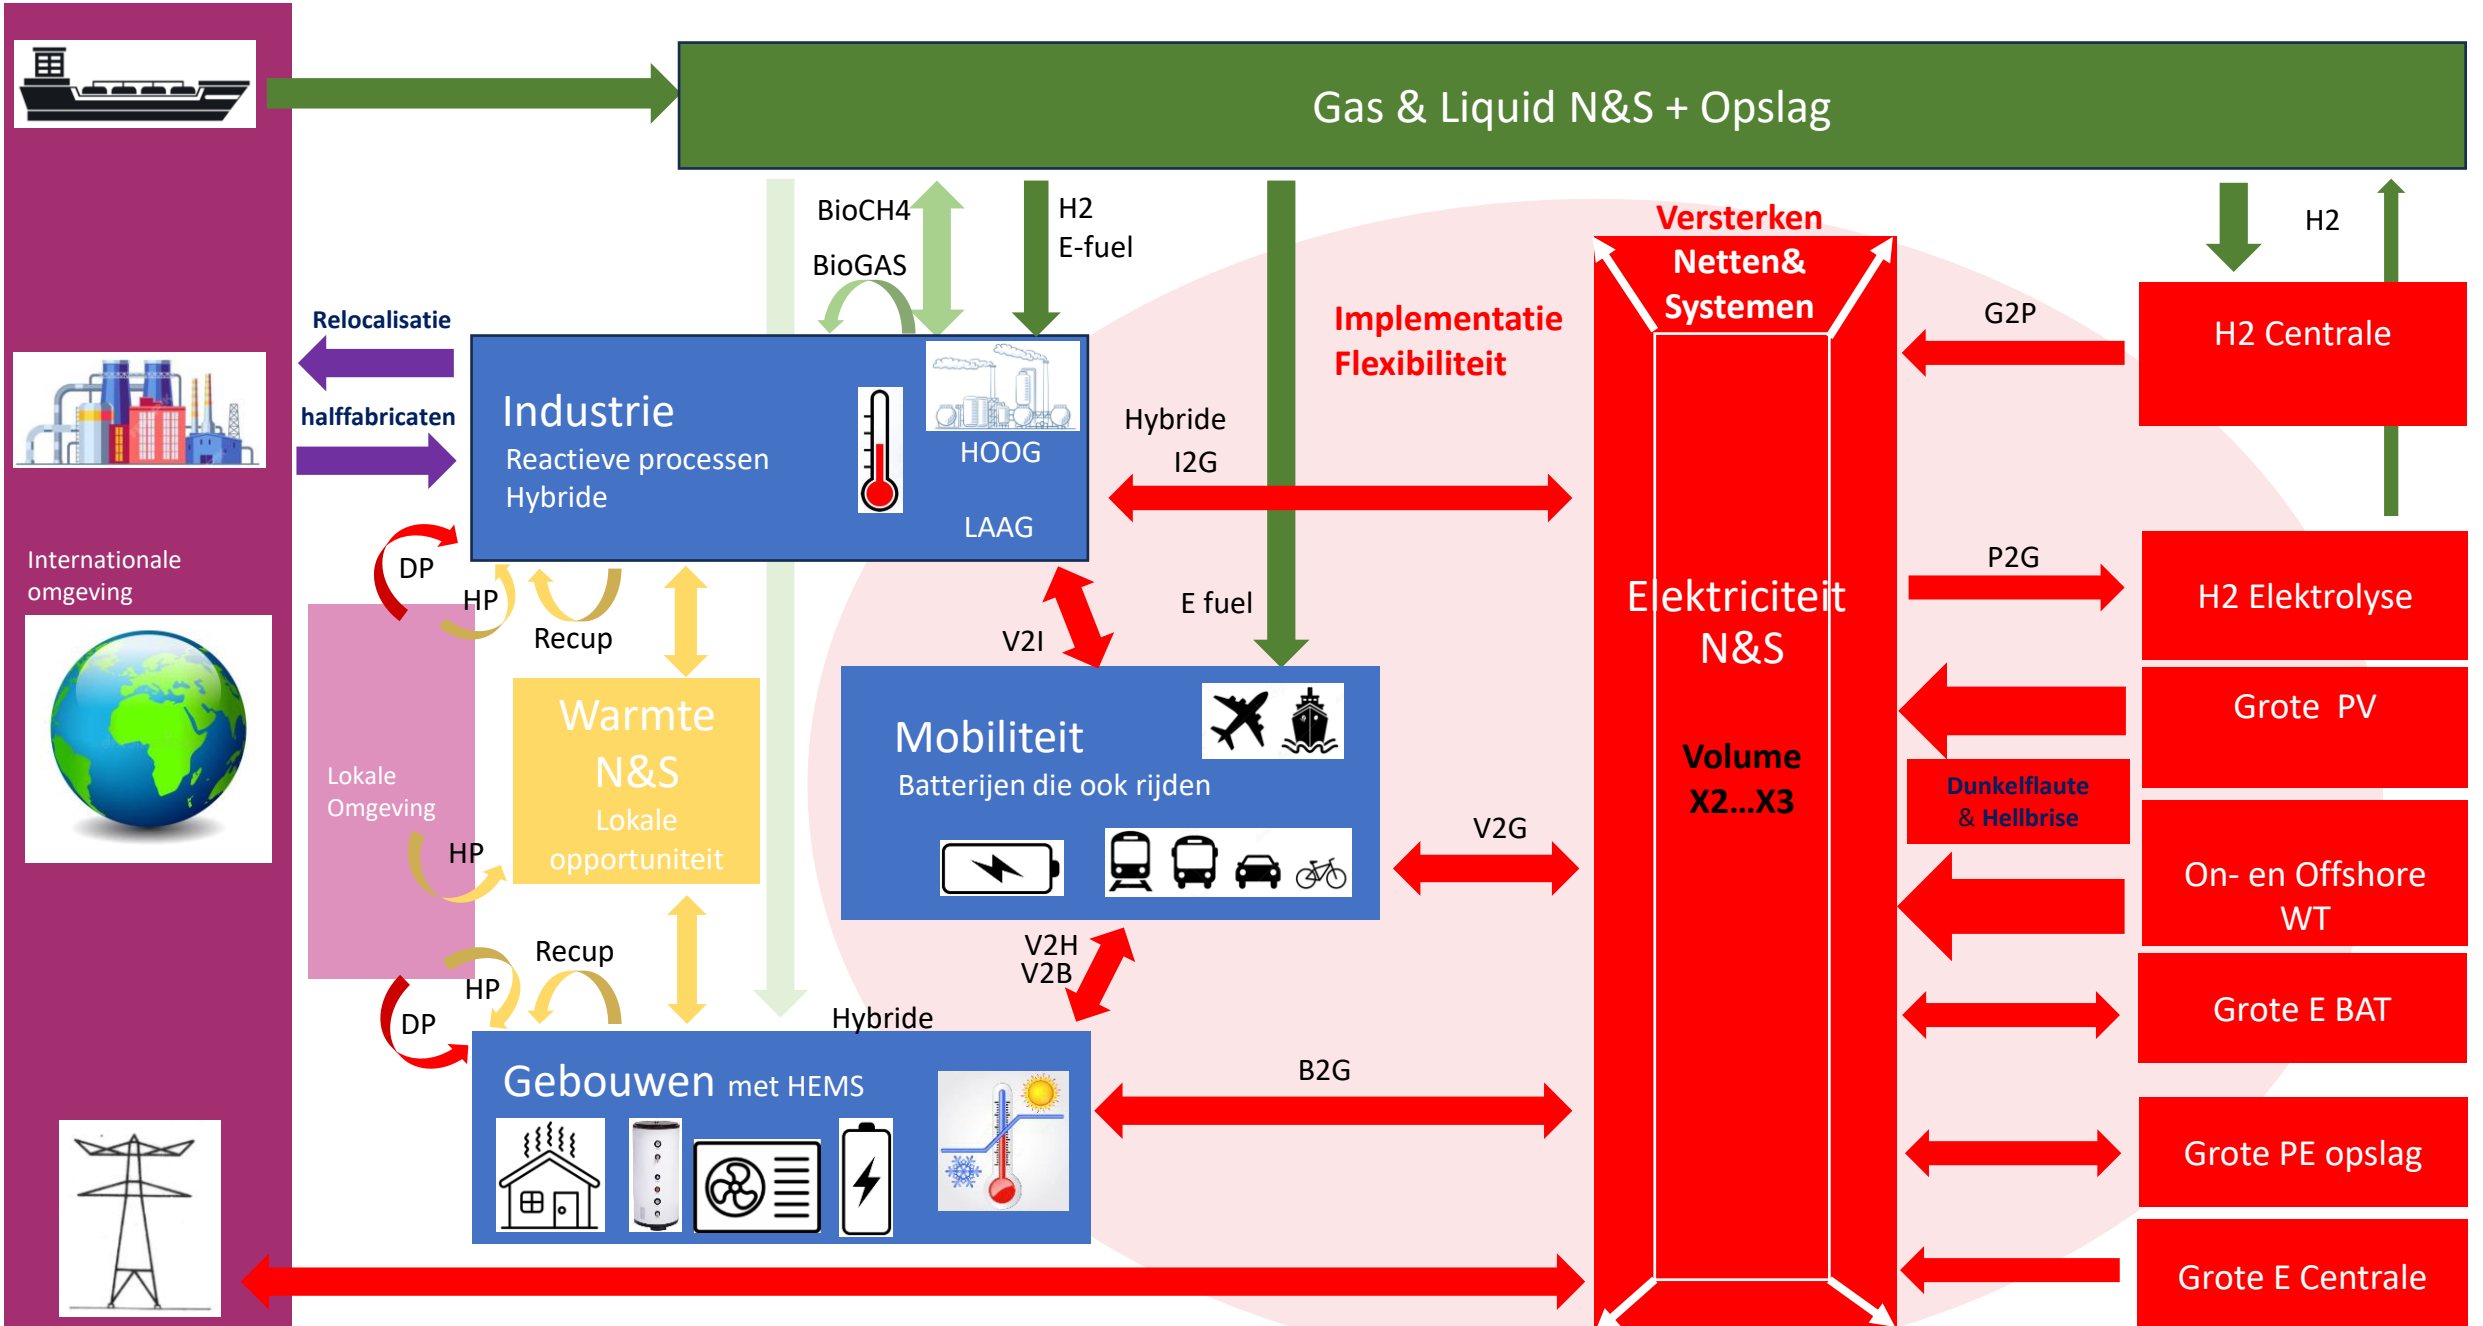 Gas & Liquid N&S + Opslag
BioCH4
BioGAS
H2
E-fuel
Versterken
Netten&
Systemen
H2
Relocalisatie
halffabricaten
Industrie
Reactieve processen
Hybride
HOOG
LAAG
Implementatie
Flexibiliteit
G2P
H2 Centrale
Hybride
I2G
Internationale
omgeving
DP
HP
Recup
V2I
E fuel
Elektriciteit
N&S
P2G
H2 Elektrolyse
Warmte
N&S
Lokale
opportuniteit
Lokale
Omgeving
HP
Mobiliteit
Batterijen die ook rijden
Volume
X2...X3
Grote PV
Dunkelflaute
& Hellbrise
V2G
On- en Offshore
WT
Recup
HP
DP
V2H
V2B
Hybride
Grote E BAT
Gebouwen met HEMS
B2G
Grote PE opslag
Grote E Centrale